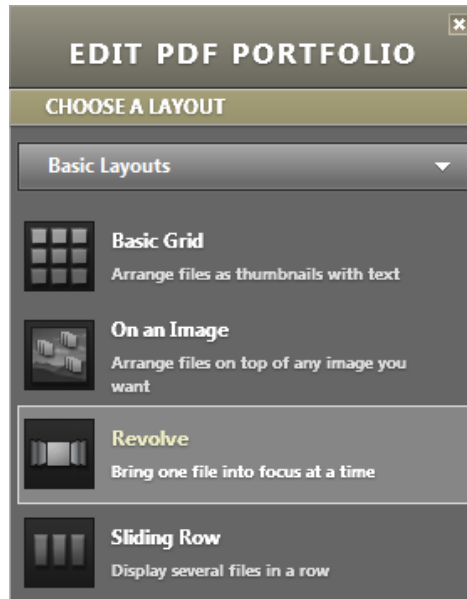 EDIT PDF PORTFOLIO
CHOOSE A LAYOUT
Basic Layouts
Basic Grid
Arrange files as thumbnails with text
On an Image
Arrange files on top of any image you
want
Revolve
Bring one file into focus at a time
Sliding Row
Display several files in a row